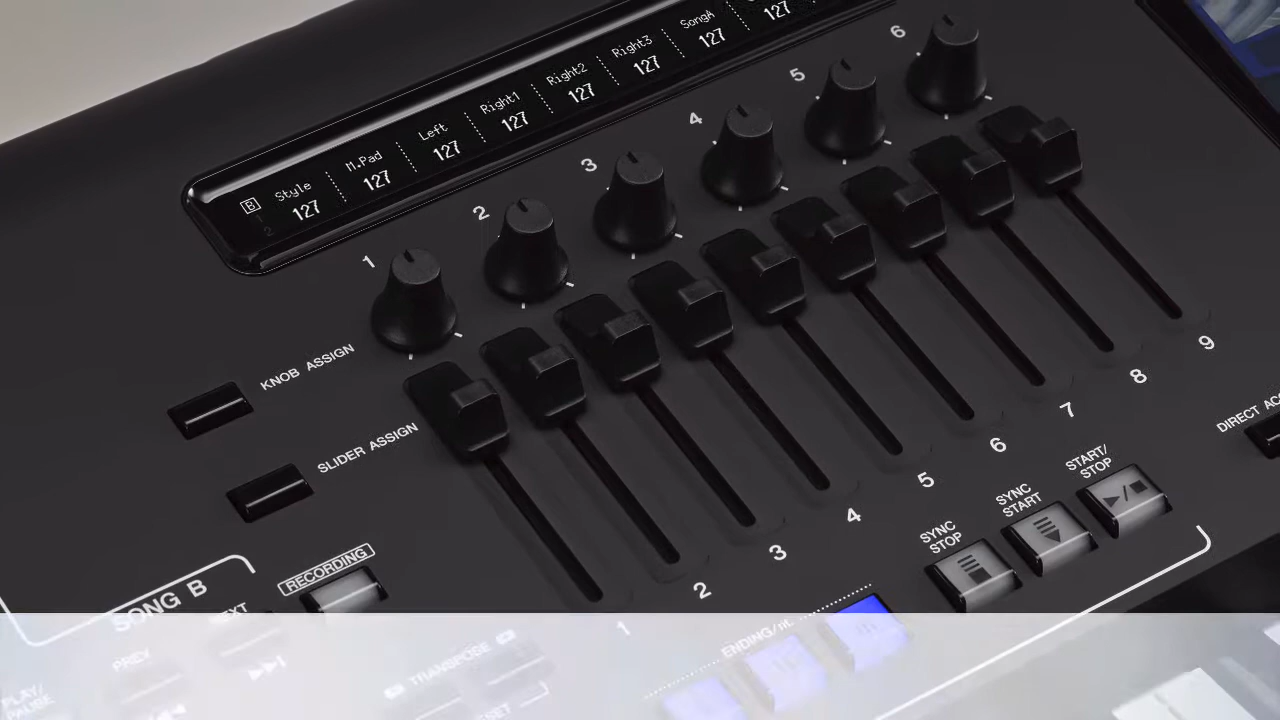 B Style M.Pad Left Right1 Right2 Right3 SongA
2 127 127 127 127 127 127 127 127
1 2 3 4 5 6
KNOB ASSIGN
SLIDER ASSIGN
1 2 3 4 5 6 7 8 9
START/
STOP
SYNC
START
SYNC
STOP
RECORDING
SONG B
PREV
TRANSPOSE